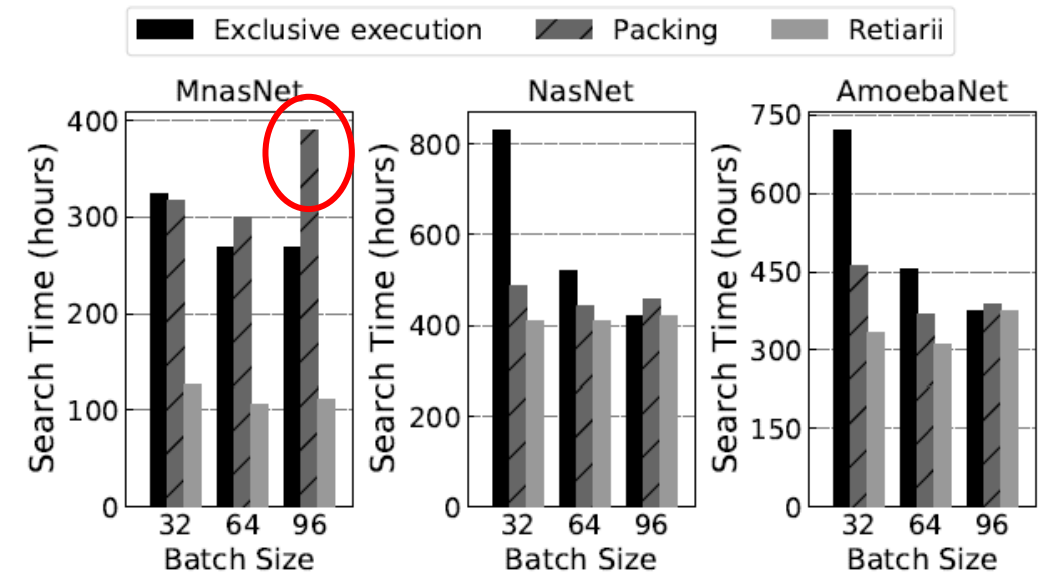 Exclusive execution Packing Retiarii
MnasNet NasNet AmoebaNet
Search Time (hours)
400
300
200
100
0
32 64 96
Batch Size
Search Time (hours)
800
600
400
200
0
32 64 96
Batch Size
Search Time (hours)
750
600
450
300
150
0
32 64 96
Batch Size